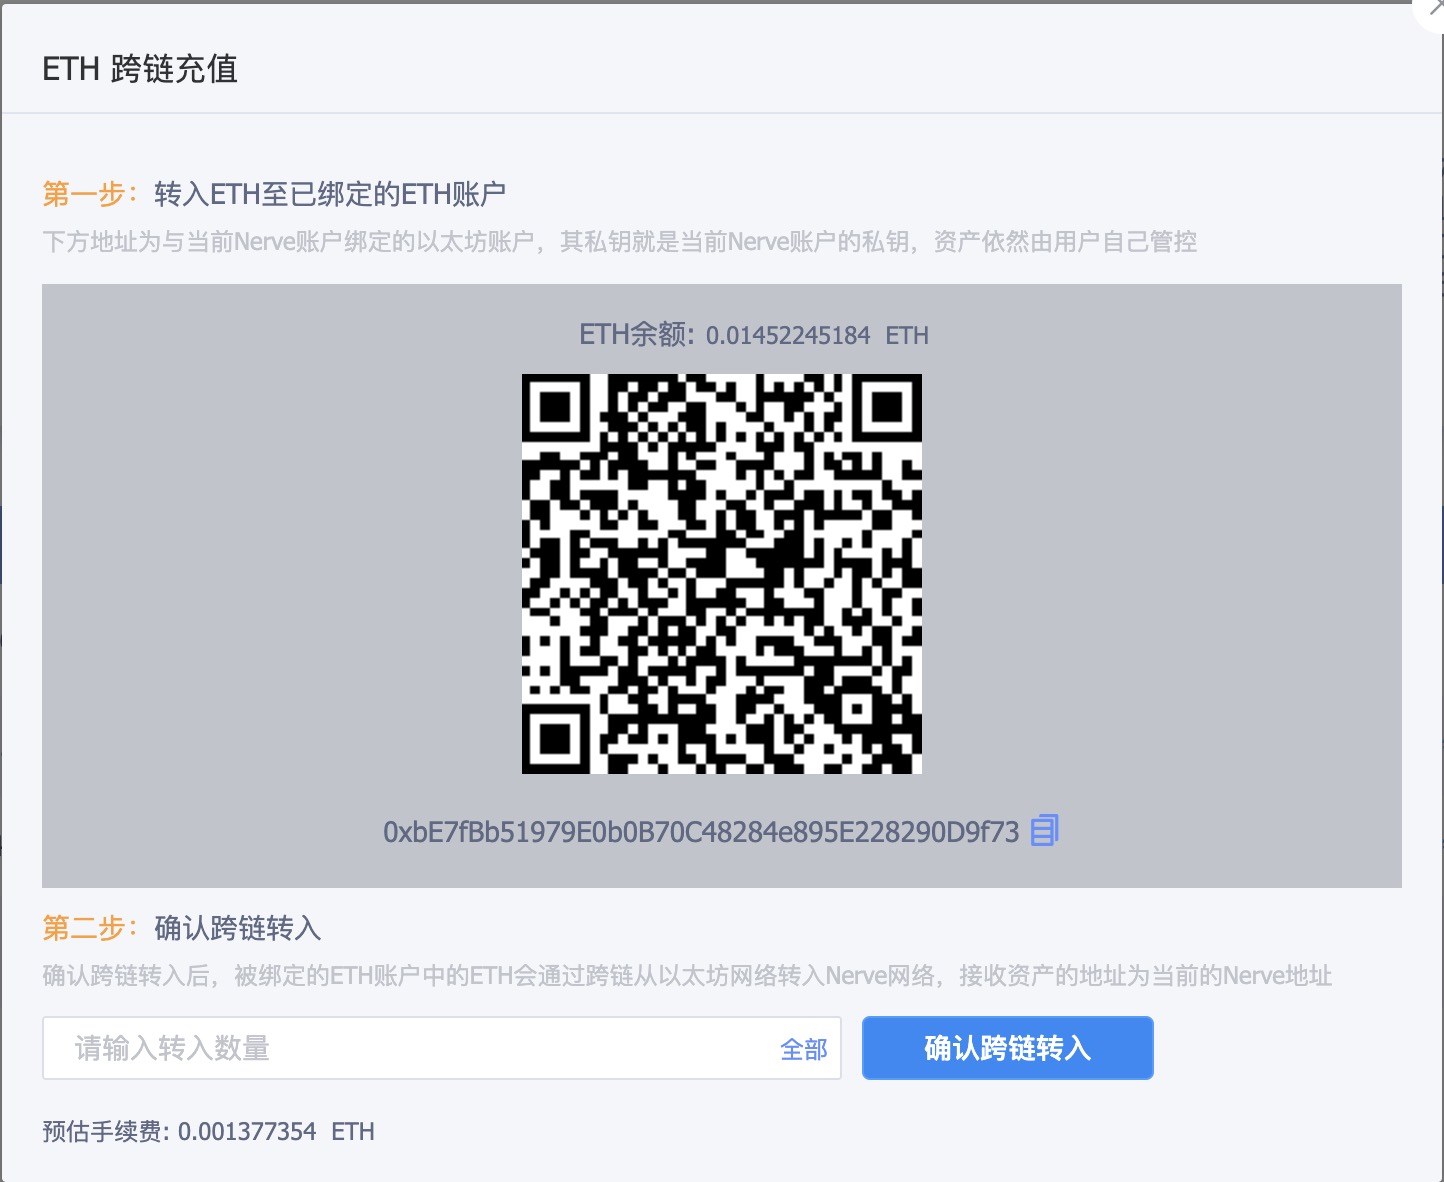 ETH 跨链充值
第一步：转入ETH至已绑定的ETH账户
下方地址为与当前Nerve账户绑定的以太坊账户，其私钥就是当前Nerve账户的私钥，资产依然由用户自己管控
ETH余额: 0.01452245184 ETH
0xbE7fBb51979E0b0B70C48284e895E228290D9f73
第二步：确认跨链转入
确认跨链转入后，被绑定的ETH账户中的ETH会通过跨链从以太坊网络转入Nerve网络，接收资产的地址为当前的Nerve地址
请输入转入数量 全部 确认跨链转入
预估手续费: 0.001377354 ETH